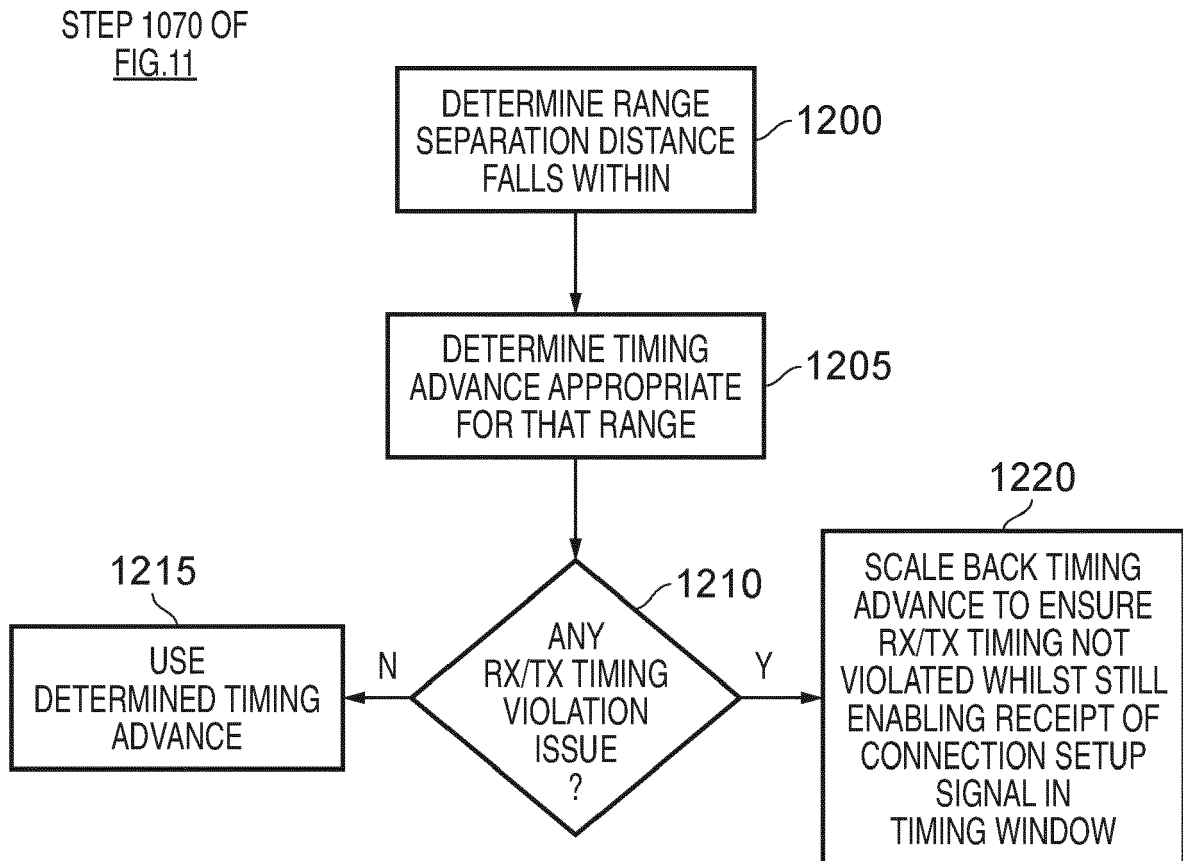 STEP 1070 OF
FIG.11
DETERMINE RANGE
SEPARATION DISTANCE
FALLS WITHIN
1200
DETERMINE TIMING
ADVANCE APPROPRIATE
FOR THAT RANGE
1205
1210
ANY
RX/TX TIMING
VIOLATION
ISSUE
?
N
Y
1215
USE
DETERMINED TIMING
ADVANCE
1220
SCALE BACK TIMING
ADVANCE TO ENSURE
RX/TX TIMING NOT
VIOLATED WHILST STILL
ENABLING RECEIPT OF
CONNECTION SETUP
SIGNAL IN
TIMING WINDOW